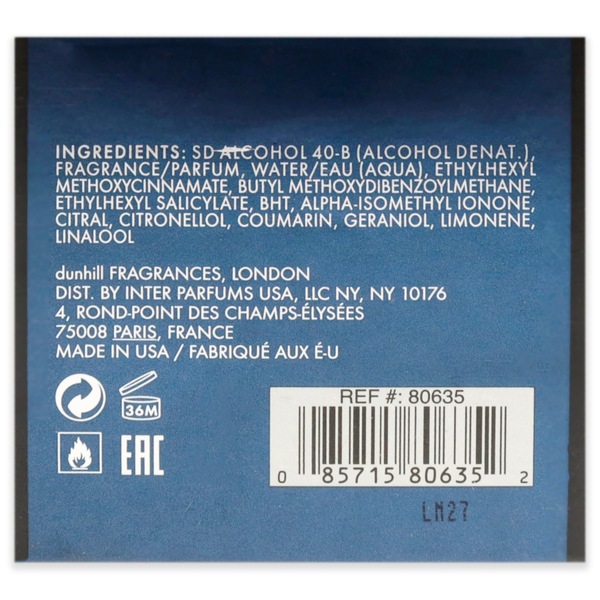 INGREDIENTS: SD ALCOHOL 40-B (ALCOHOL DENAT.),
FRAGRANCE/PARFUM, WATER/EAU (AQUA), ETHYLHEXYL
METHOXYCINNAMATE, BUTYL METHOXYDIBENZOYLMETHANE,
ETHYLHEXYL SALICYLATE, BHT, ALPHA-ISOMETHYL IONONE,
CITRAL, CITRONELLOL, COUMARIN, GERANIOL, LIMONENE,
LINALOOL
dunhill FRAGRANCES, LONDON
DIST. BY INTER PARFUMS USA, LLC NY, NY 10176
4, ROND-POINT DES CHAMPS-ÉLYSÉES
75008 PARIS, FRANCE
MADE IN USA / FABRIQUÉ AUX É-U
36M
EAC
REF #: 80635
0 85715 80635 2
LM27